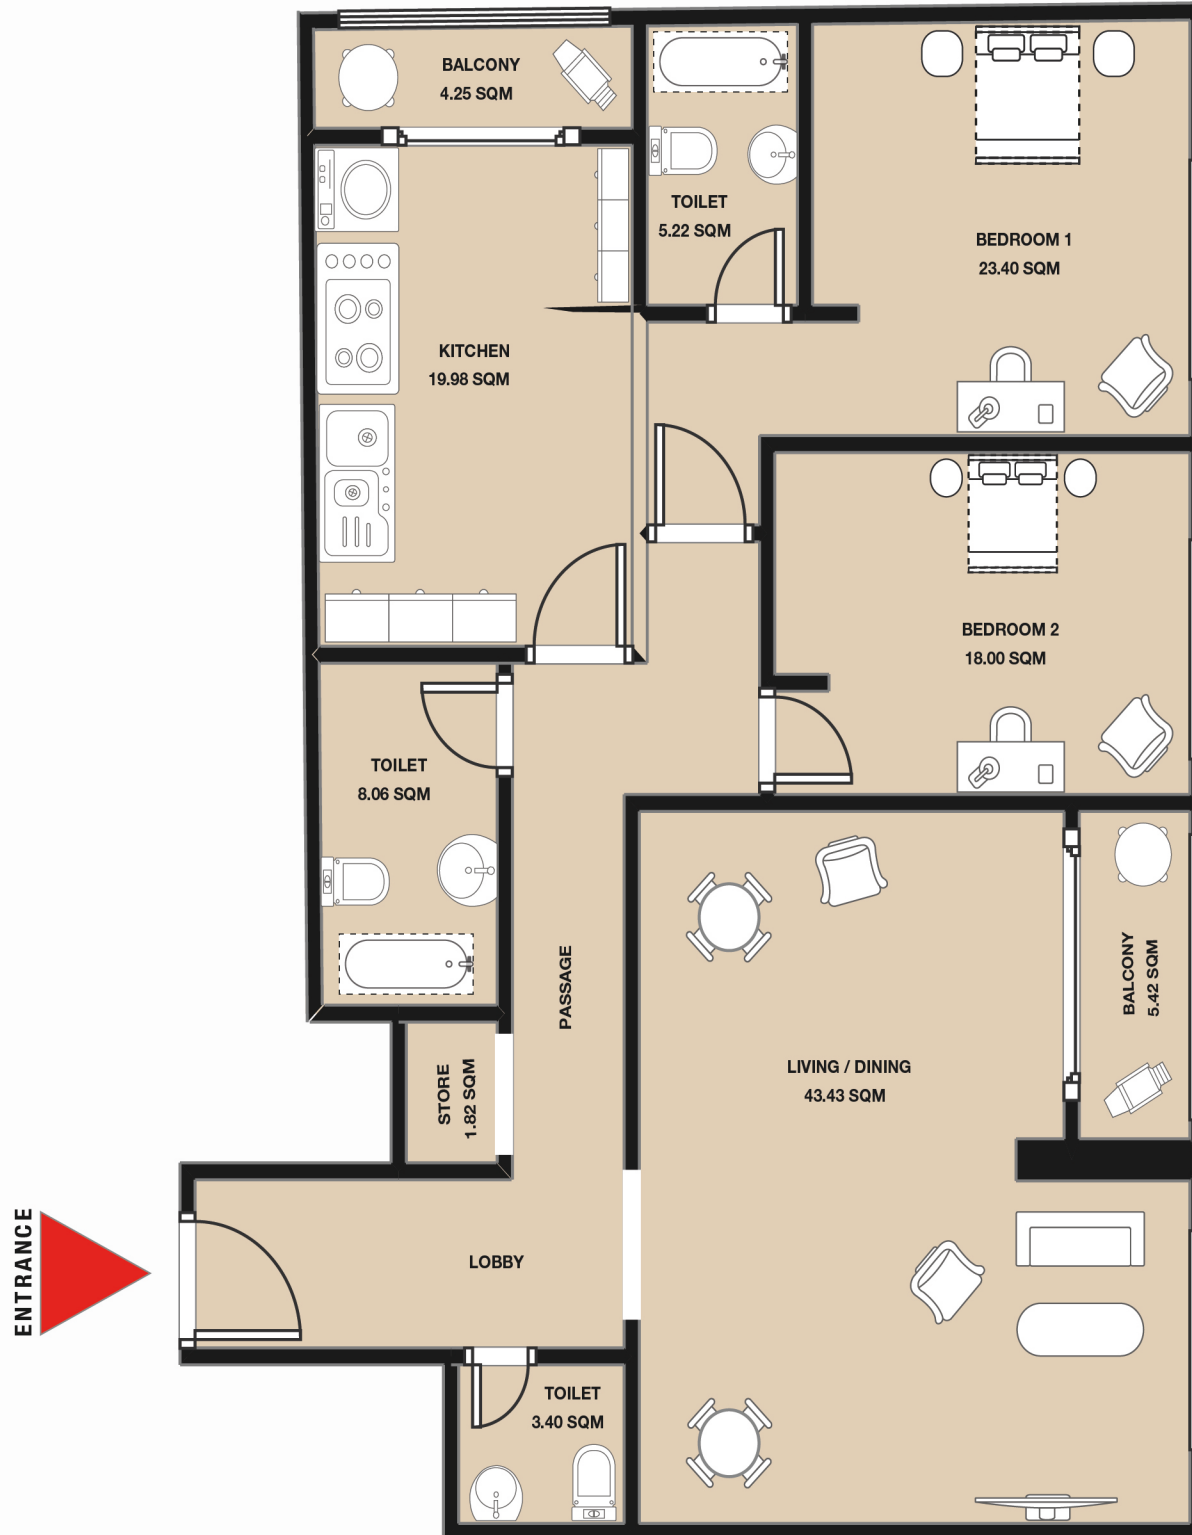 BALCONY
4.25 SQM
TOILET
5.22 SQM
BEDROOM 1
23.40 SQM
KITCHEN
19.98 SQM
BEDROOM 2
18.00 SQM
TOILET
8.06 SQM
PASSAGE
BALCONY
5.42 SQM
LIVING / DINING
43.43 SQM
STORE
1.82 SQM
ENTRANCE
LOBBY
TOILET
3.40 SQM